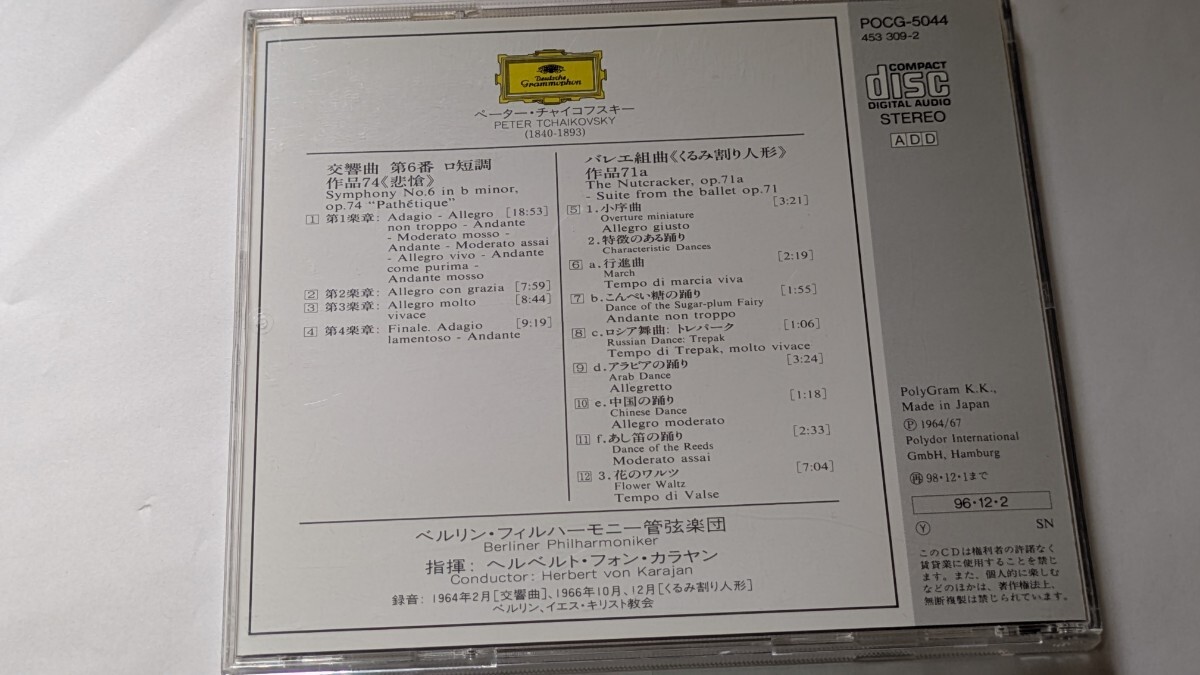 Deutsche
Grammophon
ペーター・チャイコフスキー
PETER TCHAIKOVSKY
(1840-1893)
交響曲 第6番 ロ短調
作品74《悲愴》
Symphony No.6 in b minor,
op.74 "Pathétique"
1 第1楽章: Adagio - Allegro [18:53]
non troppo - Andante
- Moderato mosso -
Andante - Moderato assai
- Allegro vivo - Andante
come purima -
Andante mosso
2 第2楽章: Allegro con grazia [7:59]
3 第3楽章: Allegro molto [8:44]
vivace
4 第4楽章: Finale. Adagio [9:19]
lamentoso - Andante
バレエ組曲《くるみ割り人形》
作品71a
The Nutcracker, op.71a
- Suite from the ballet op.71
5 1.小序曲 [3:21]
Overture miniature
Allegro giusto
2.特徴のある踊り
Characteristic Dances
6 a.行進曲 [2:19]
March
Tempo di marcia viva
7 b.こんぺい糖の踊り [1:55]
Dance of the Sugar-plum Fairy
Andante non troppo
8 c.ロシア舞曲: トレパーク [1:06]
Russian Dance: Trepak
Tempo di Trepak, molto vivace
9 d.アラビアの踊り [3:24]
Arab Dance
Allegretto
10 e.中国の踊り [1:18]
Chinese Dance
Allegro moderato
11 f.あし笛の踊り [2:33]
Dance of the Reeds
Moderato assai
12 3.花のワルツ [7:04]
Flower Waltz
Tempo di Valse
ベルリン・フィルハーモニー管弦楽団
Berliner Philharmoniker
指揮: ヘルベルト・フォン・カラヤン
Conductor: Herbert von Karajan
録音: 1964年2月[交響曲]、1966年10月、12月[くるみ割り人形]
ベルリン、イエス・キリスト教会
POCG-5044
453 309-2
COMPACT
disc
DIGITAL AUDIO
STEREO
ADD
PolyGram K.K.,
Made in Japan
Ⓟ 1964/67
Polydor International
GmbH, Hamburg
再 98・12・1まで
96・12・2
Ⓨ SN
このCDは権利者の許諾なく
賃貸業に使用することを禁じ
ます。また、個人的に楽しむ
などのほかは、著作権法上、
無断複製は禁じられています。